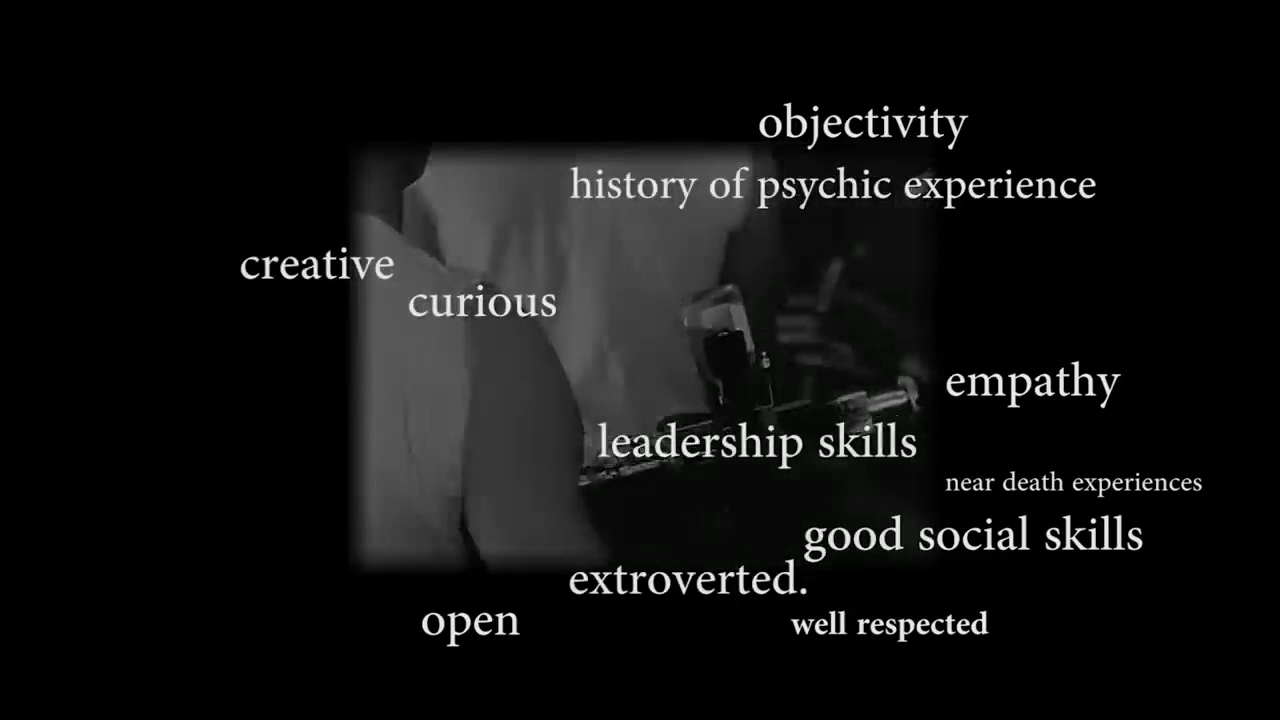 objectivity
history of psychic experience
creative
curious
empathy
leadership skills
near death experiences
good social skills
extroverted.
open
well respected